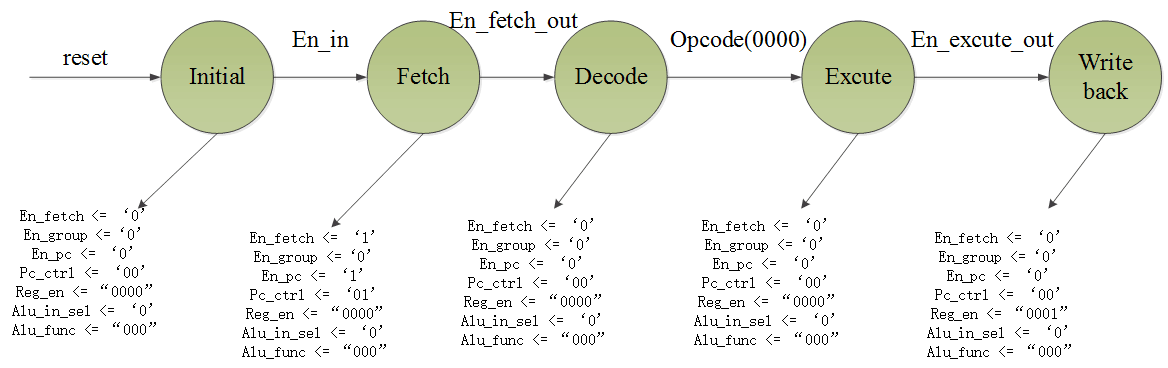 reset
Initial
En_in
Fetch
En_fetch_out
Decode
Opcode(0000)
Excute
En_excute_out
Write
back
En_fetch <= ‘0’
En_group <= ‘0’
En_pc <= ‘0’
Pc_ctrl <= ‘00’
Reg_en <= “0000”
Alu_in_sel <= ‘0’
Alu_func <= “000”
En_fetch <= ‘1’
En_group <= ‘0’
En_pc <= ‘1’
Pc_ctrl <= ‘01’
Reg_en <= “0000”
Alu_in_sel <= ‘0’
Alu_func <= “000”
En_fetch <= ‘0’
En_group <= ‘0’
En_pc <= ‘0’
Pc_ctrl <= ‘00’
Reg_en <= “0000”
Alu_in_sel <= ‘0’
Alu_func <= “000”
En_fetch <= ‘0’
En_group <= ‘0’
En_pc <= ‘0’
Pc_ctrl <= ‘00’
Reg_en <= “0000”
Alu_in_sel <= ‘0’
Alu_func <= “000”
En_fetch <= ‘0’
En_group <= ‘0’
En_pc <= ‘0’
Pc_ctrl <= ‘00’
Reg_en <= “0001”
Alu_in_sel <= ‘0’
Alu_func <= “000”